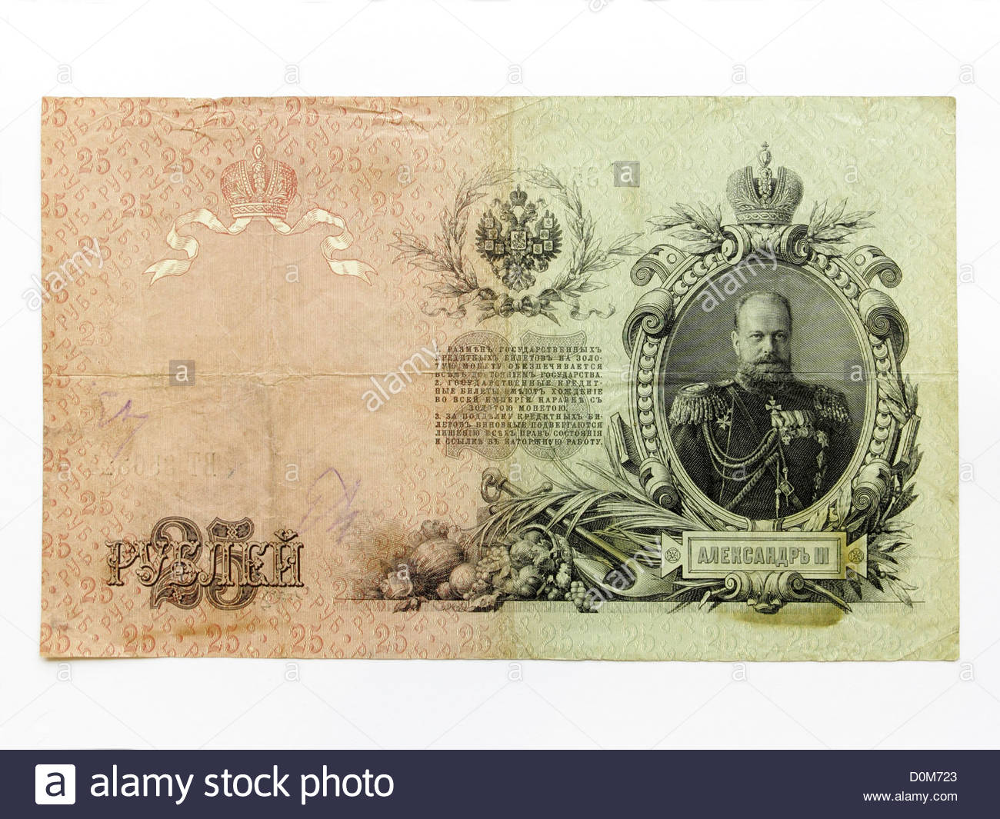 1. РАЗМѢНЪ ГОСУДАРСТВЕННЫХЪ
КРЕДИТНЫХЪ БИЛЕТОВЪ НА ЗОЛО-
ТУЮ МОНЕТУ ОБЕЗПЕЧИВАЕТСЯ
ВСѢМЪ ДОСТОЯНІЕМЪ ГОСУДАРСТВА.
2. ГОСУДАРСТВЕННЫЕ КРЕДИТ-
НЫЕ БИЛЕТЫ ИМѢЮТЪ ХОЖДЕНІЕ
ВО ВСЕЙ ИМПЕРІИ НАРАВНѢ СЪ
ЗОЛОТОЮ МОНЕТОЮ.
3. ЗА ПОДДѢЛКУ КРЕДИТНЫХЪ БИ-
ЛЕТОВЪ ВИНОВНЫЕ ПОДВЕРГАЮТСЯ
ЛИШЕНІЮ ВСѢХЪ ПРАВЪ СОСТОЯНІЯ
И ССЫЛКѢ ВЪ КАТОРЖНУЮ РАБОТУ.
25
РУБЛЕЙ
АЛЕКСАНДРЪ III
a alamy stock photo
D0M723
www.alamy.com